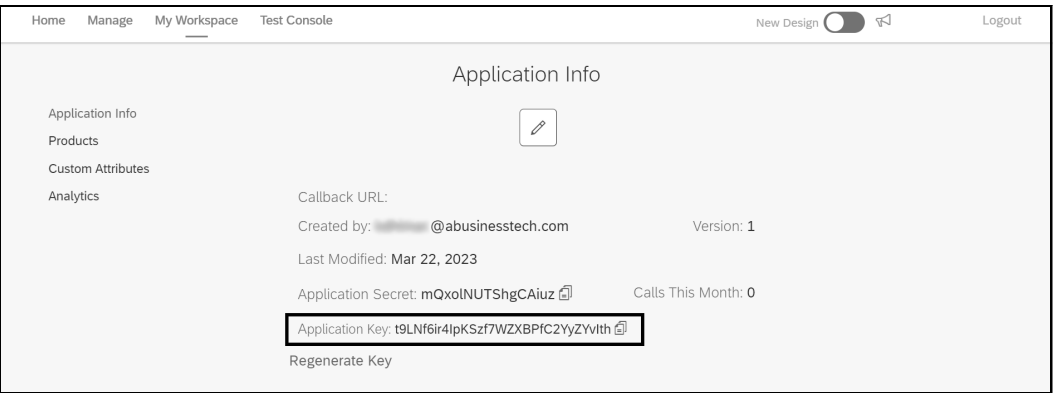 Home Manage My Workspace Test Console New Design Logout
Application Info
Application Info
Products
Custom Attributes
Analytics
Callback URL:
Created by: @abusinesstech.com Version: 1
Last Modified: Mar 22, 2023
Application Secret: mQxolNUTShgCAiuz Calls This Month: 0
Application Key: t9LNf6ir4IpKSzf7WZXBPfC2YyZYvIth
Regenerate Key